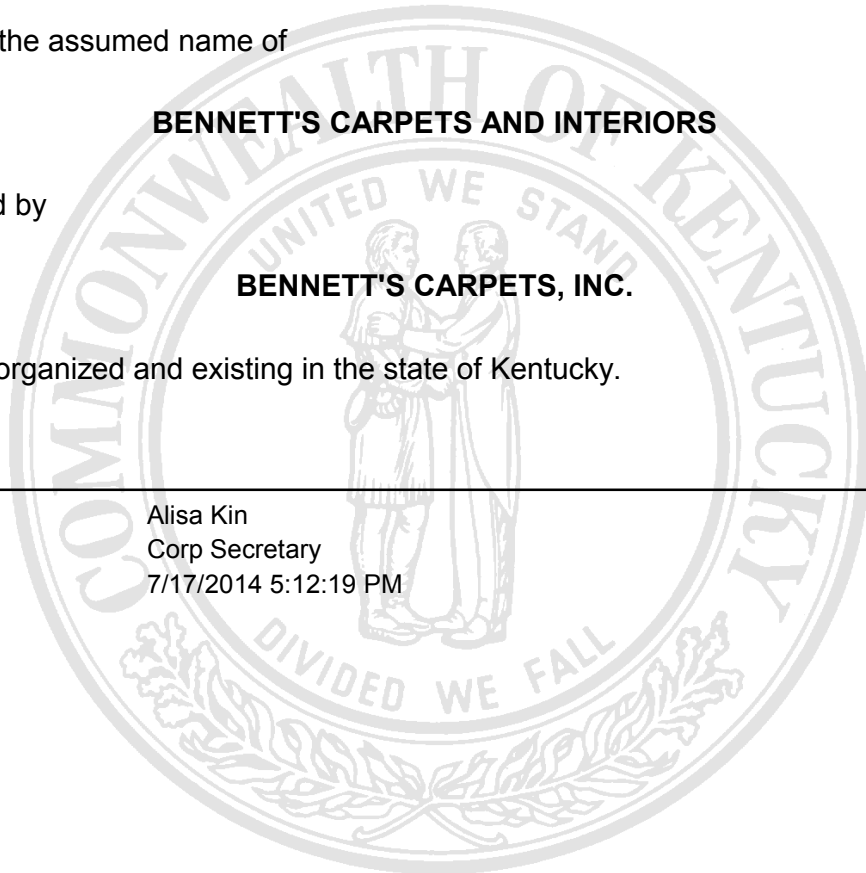 the assumed name of
BENNETT'S CARPETS AND INTERIORS
d by
BENNETT'S CARPETS, INC.
organized and existing in the state of Kentucky.
Alisa Kin
Corp Secretary
7/17/2014 5:12:19 PM
COMMONWEALTH OF KENTUCKY
UNITED WE STAND
DIVIDED WE FALL